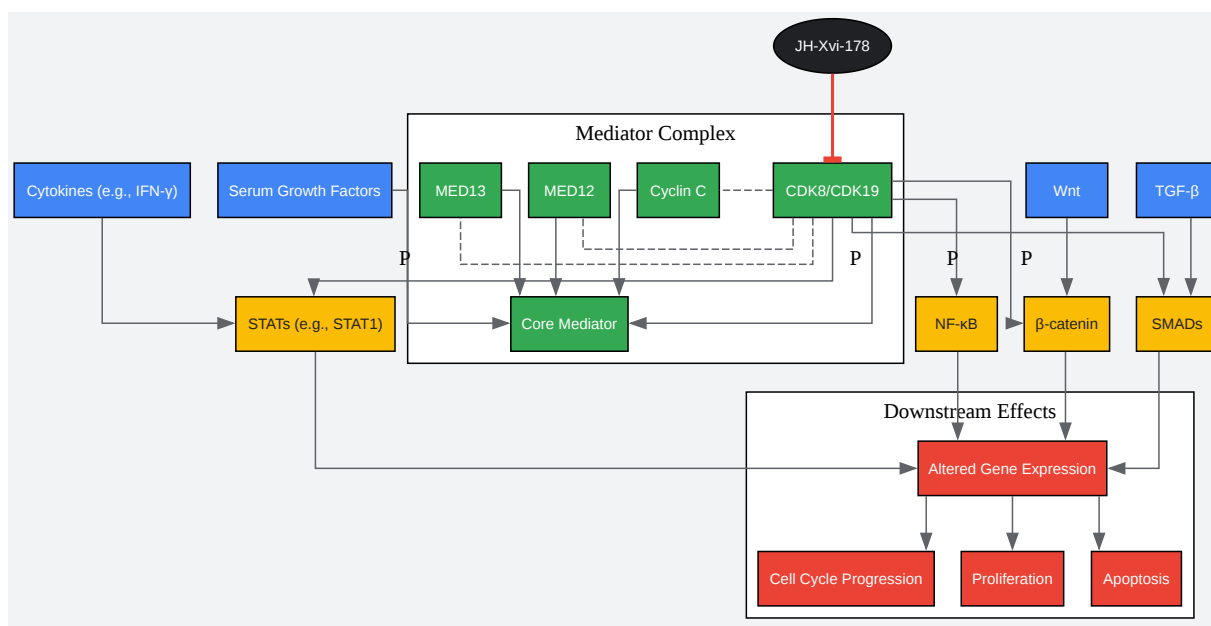 JH-Xvi-178
Mediator Complex
Cytokines (e.g., IFN-γ)
Serum Growth Factors
MED13
MED12
Cyclin C
CDK8/CDK19
Wnt
TGF-β
P
P
P
P
STATs (e.g., STAT1)
Core Mediator
NF-κB
β-catenin
SMADs
Downstream Effects
Altered Gene Expression
Cell Cycle Progression
Proliferation
Apoptosis